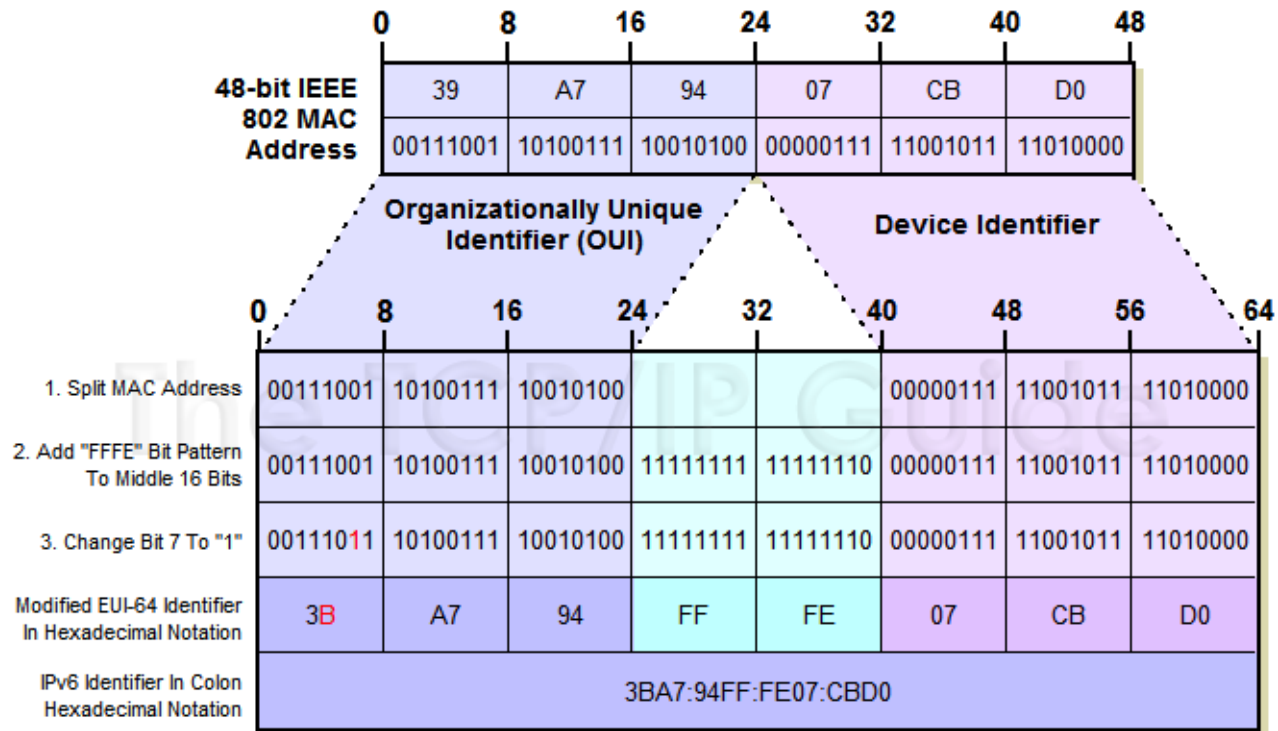 0 8 16 24 32 40 48
48-bit IEEE
802 MAC
Address
39 A7 94 07 CB D0
00111001 10100111 10010100 00000111 11001011 11010000
Organizationally Unique
Identifier (OUI)
Device Identifier
0 8 16 24 32 40 48 56 64
The TCP/IP Guide
1. Split MAC Address
00111001 10100111 10010100 00000111 11001011 11010000
2. Add "FFFE" Bit Pattern
To Middle 16 Bits
00111001 10100111 10010100 11111111 11111110 00000111 11001011 11010000
3. Change Bit 7 To "1"
00111011 10100111 10010100 11111111 11111110 00000111 11001011 11010000
Modified EUI-64 Identifier
In Hexadecimal Notation
3B A7 94 FF FE 07 CB D0
IPv6 Identifier In Colon
Hexadecimal Notation
3BA7:94FF:FE07:CBD0